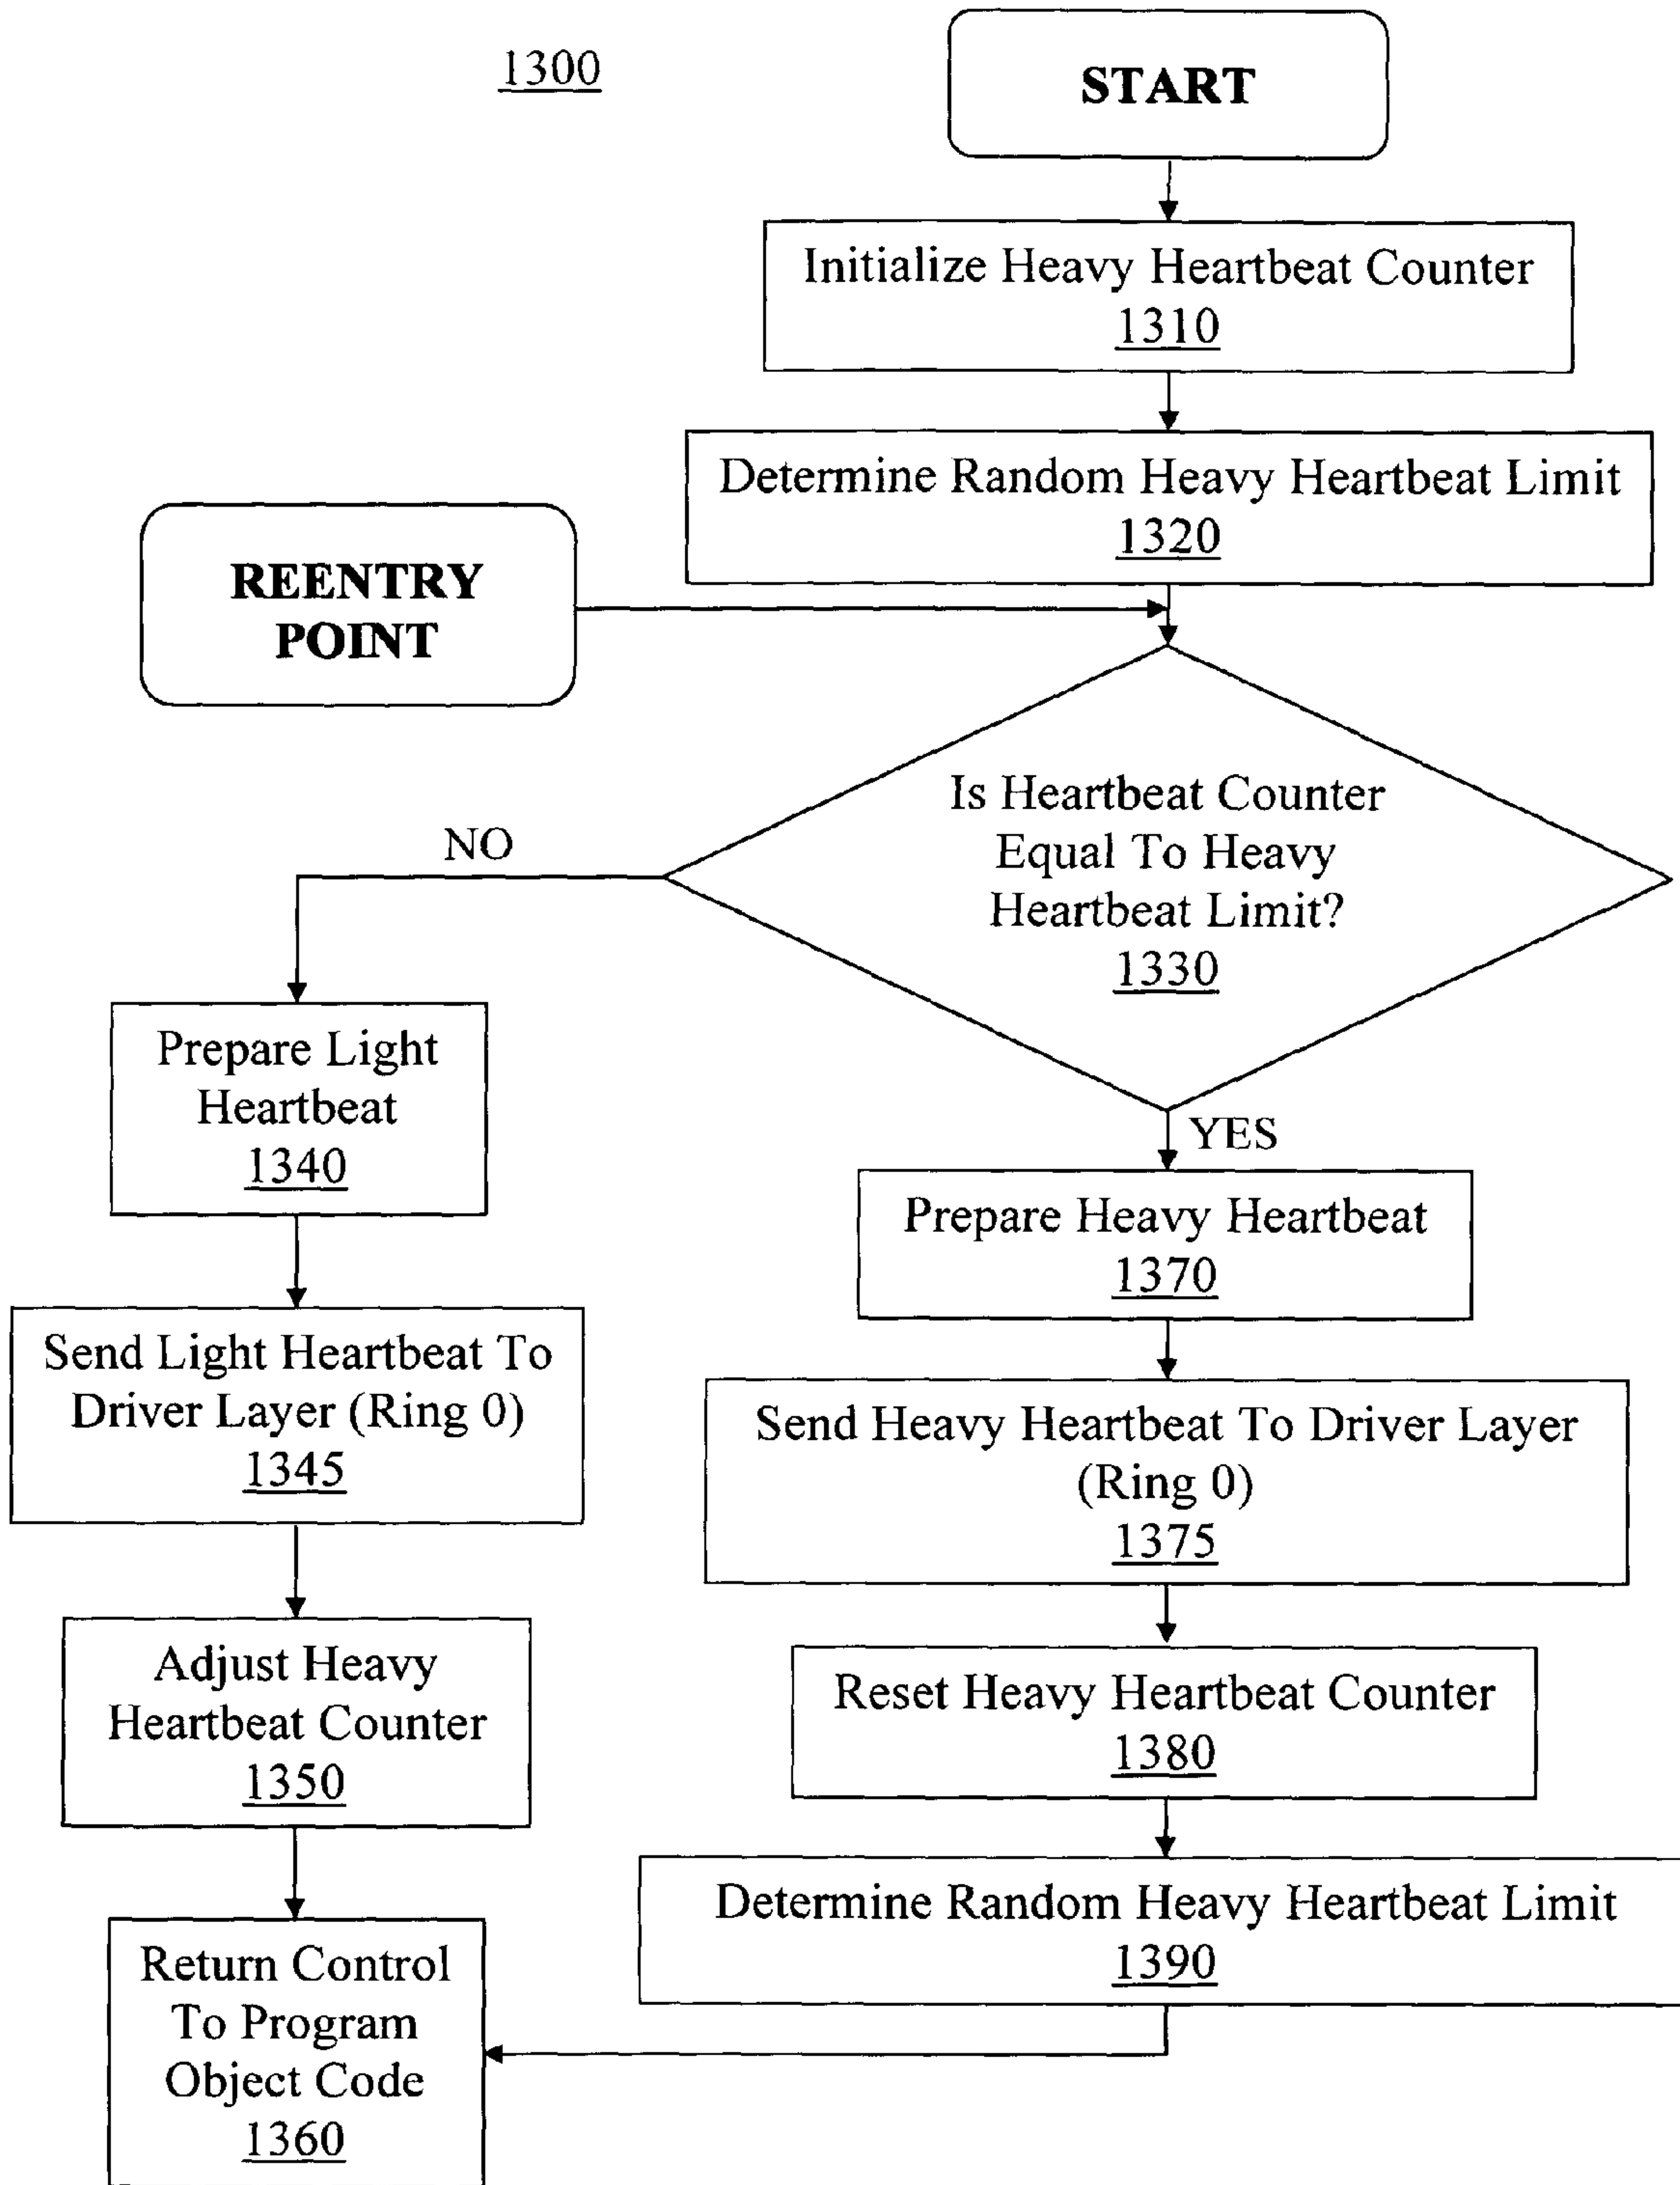 1300
START
Initialize Heavy Heartbeat Counter
1310
Determine Random Heavy Heartbeat Limit
1320
REENTRY
POINT
Is Heartbeat Counter
Equal To Heavy
Heartbeat Limit?
1330
NO
YES
Prepare Light
Heartbeat
1340
Send Light Heartbeat To
Driver Layer (Ring 0)
1345
Adjust Heavy
Heartbeat Counter
1350
Return Control
To Program
Object Code
1360
Prepare Heavy Heartbeat
1370
Send Heavy Heartbeat To Driver Layer
(Ring 0)
1375
Reset Heavy Heartbeat Counter
1380
Determine Random Heavy Heartbeat Limit
1390